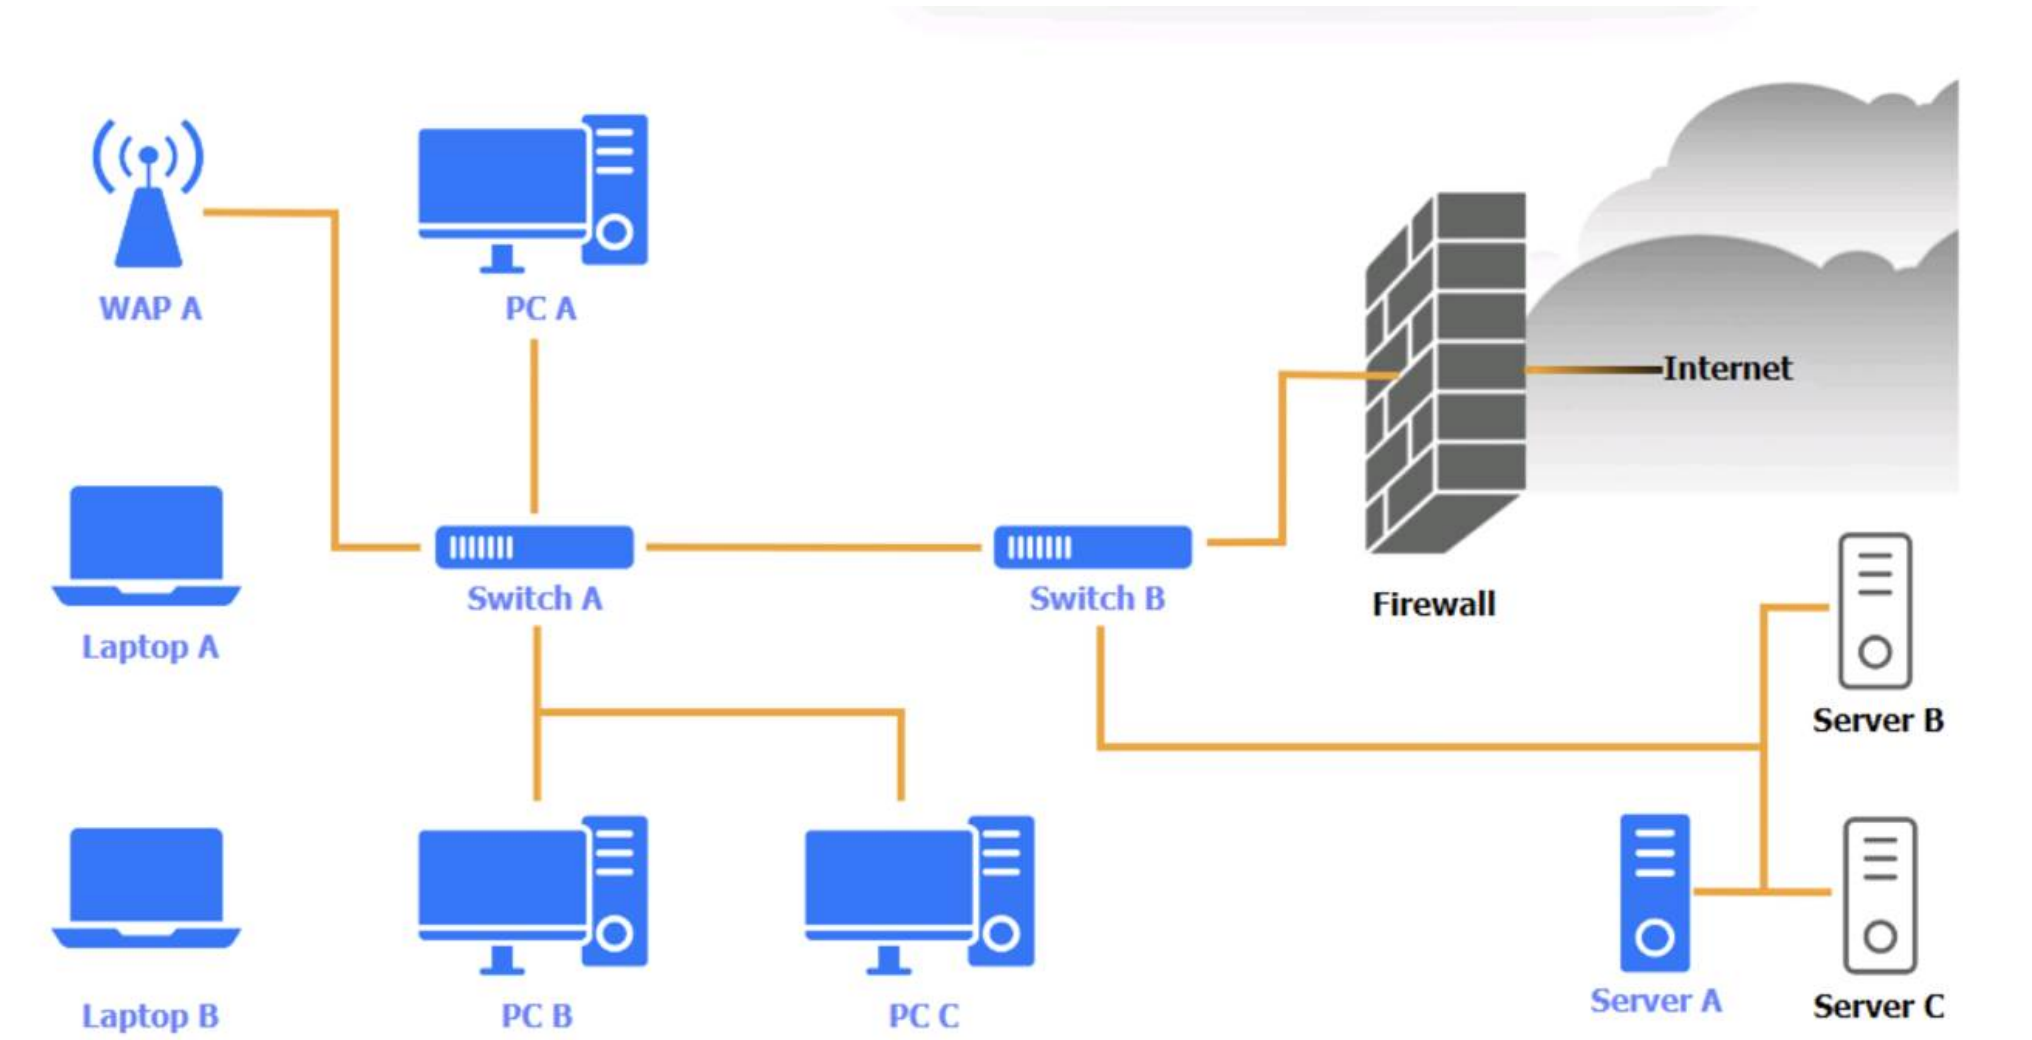 WAP A
PC A
Internet
Switch A
Switch B
Firewall
Laptop A
Server B
Laptop B
PC B
PC C
Server A
Server C